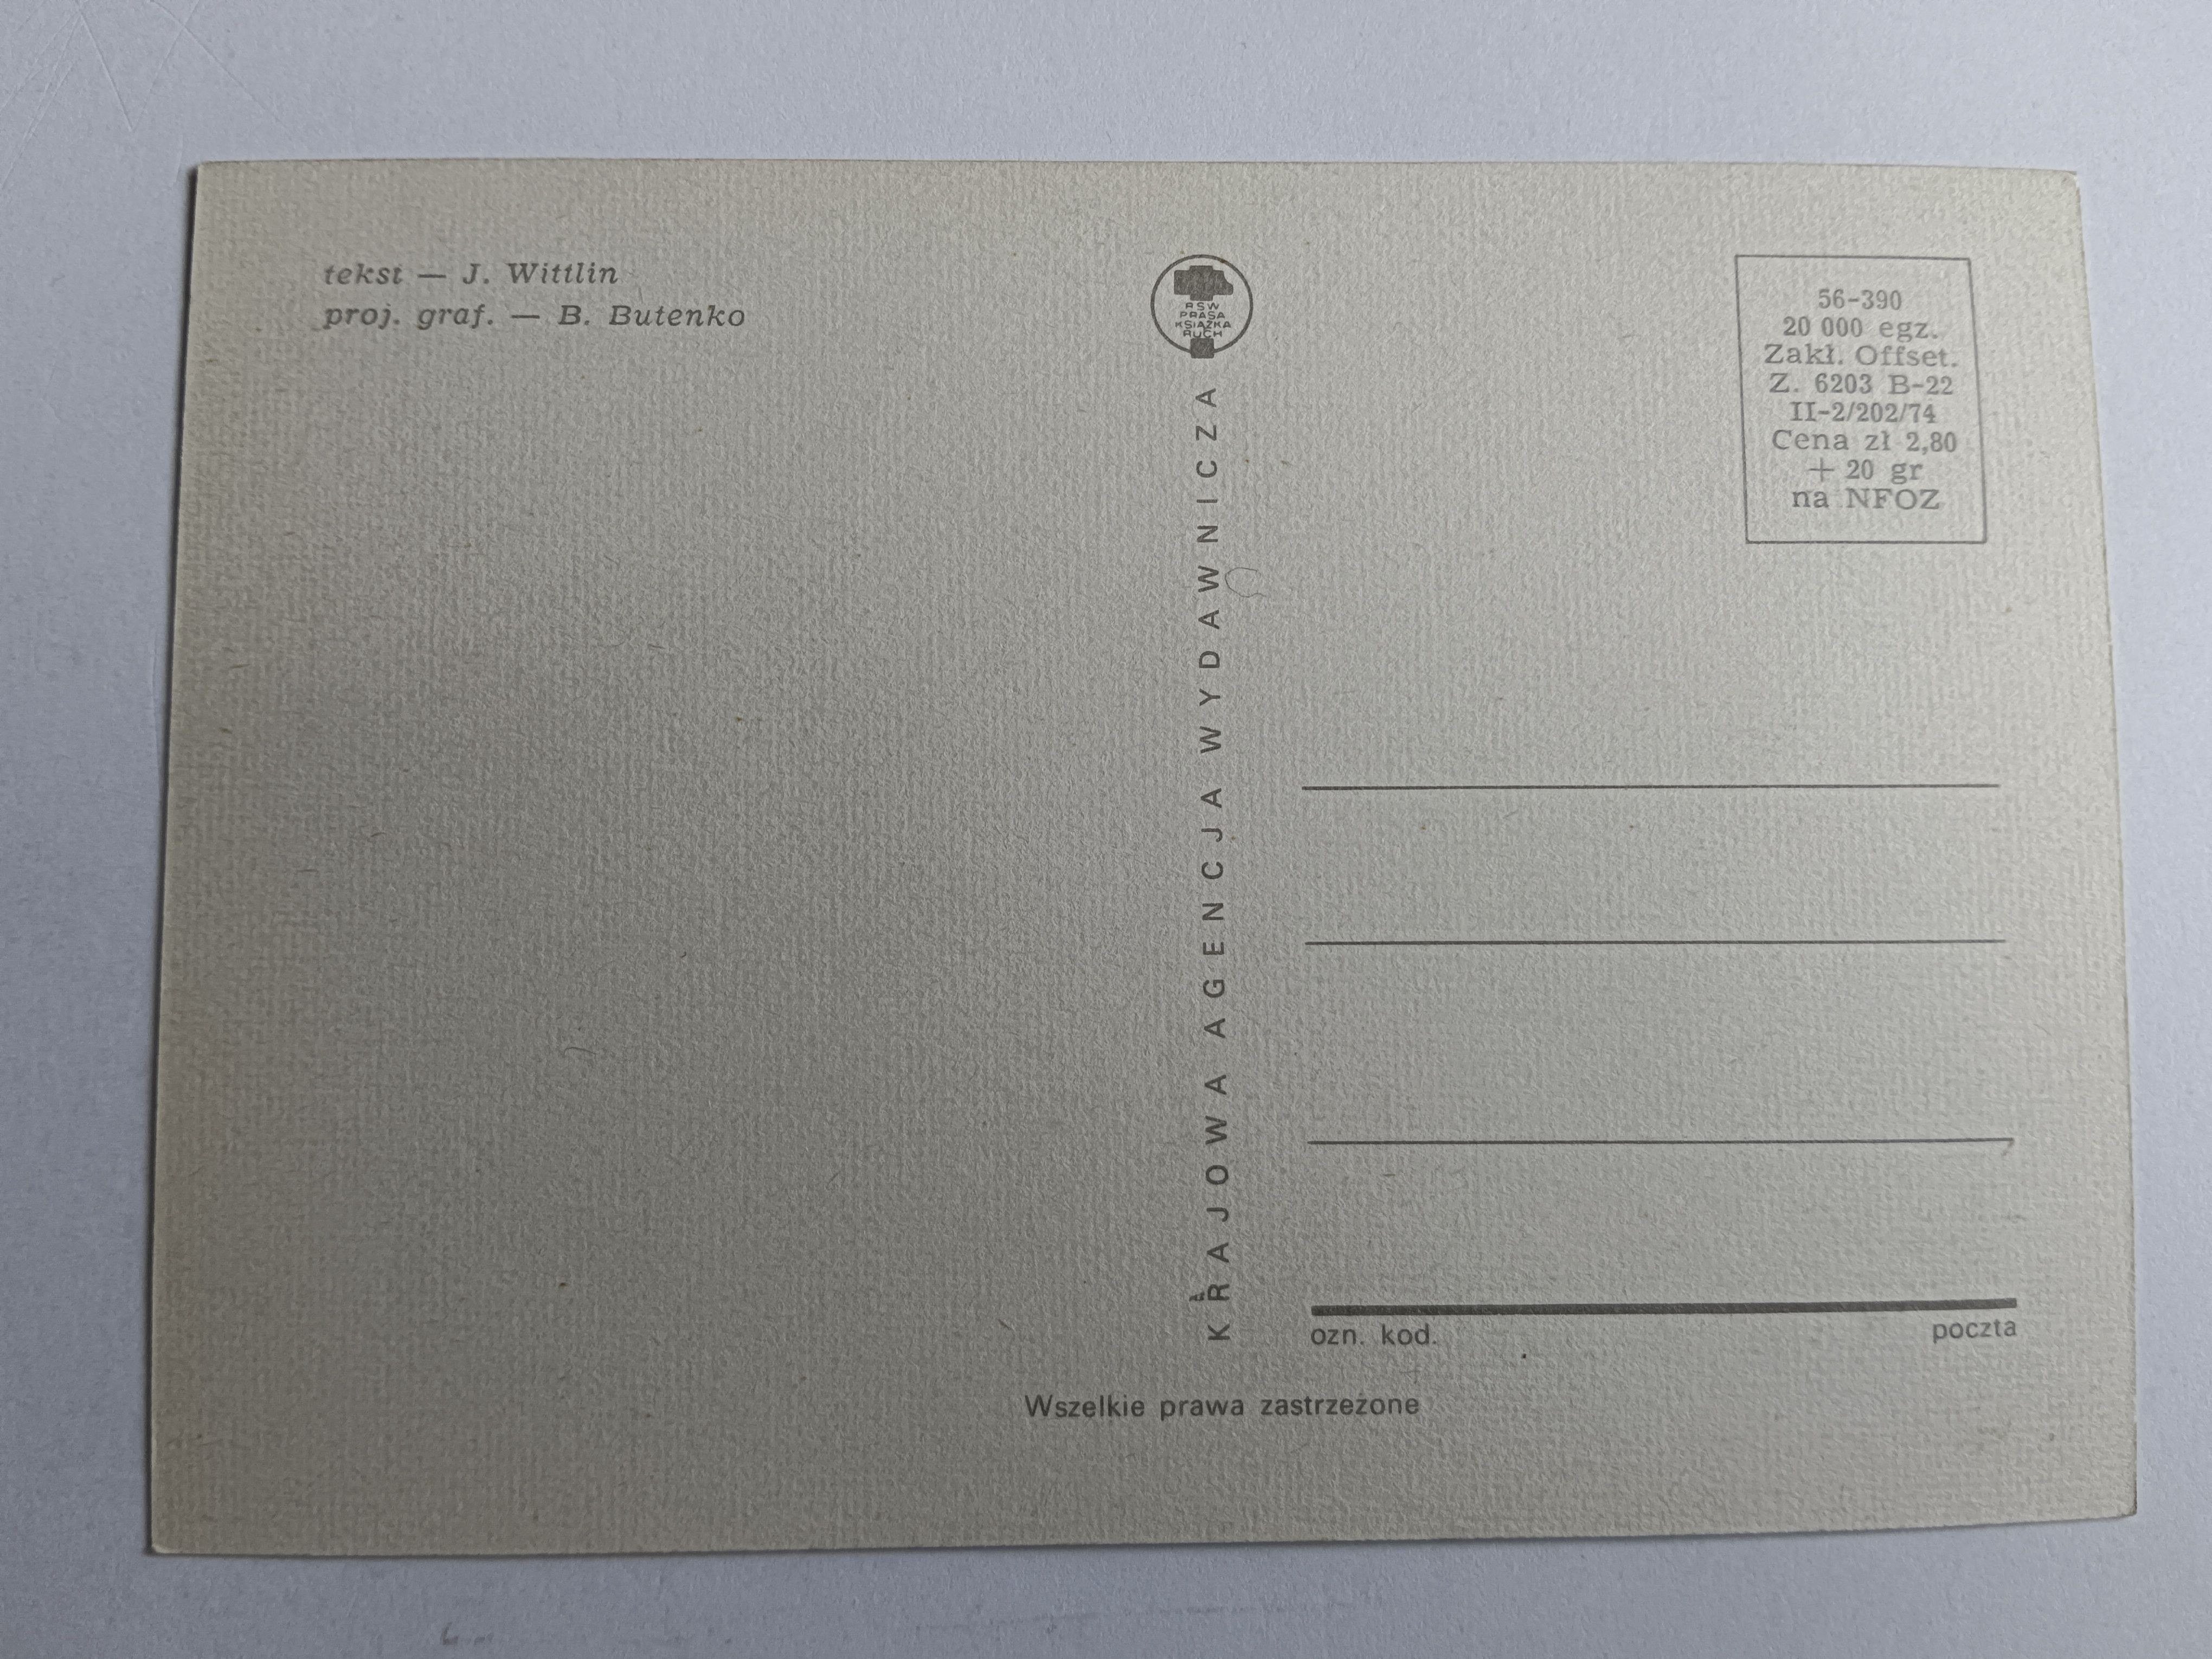 tekst — J. Wittlin
proj. graf. — B. Butenko
RSW
PRASA
KSIĄŻKA
RUCH
KRAJOWA AGENCJA WYDAWNICZA
56-390
20 000 egz.
Zakł. Offset.
Z. 6203 B-22
II-2/202/74
Cena zł 2,80
+ 20 gr
na NFOZ
ozn. kod.
poczta
Wszelkie prawa zastrzeżone